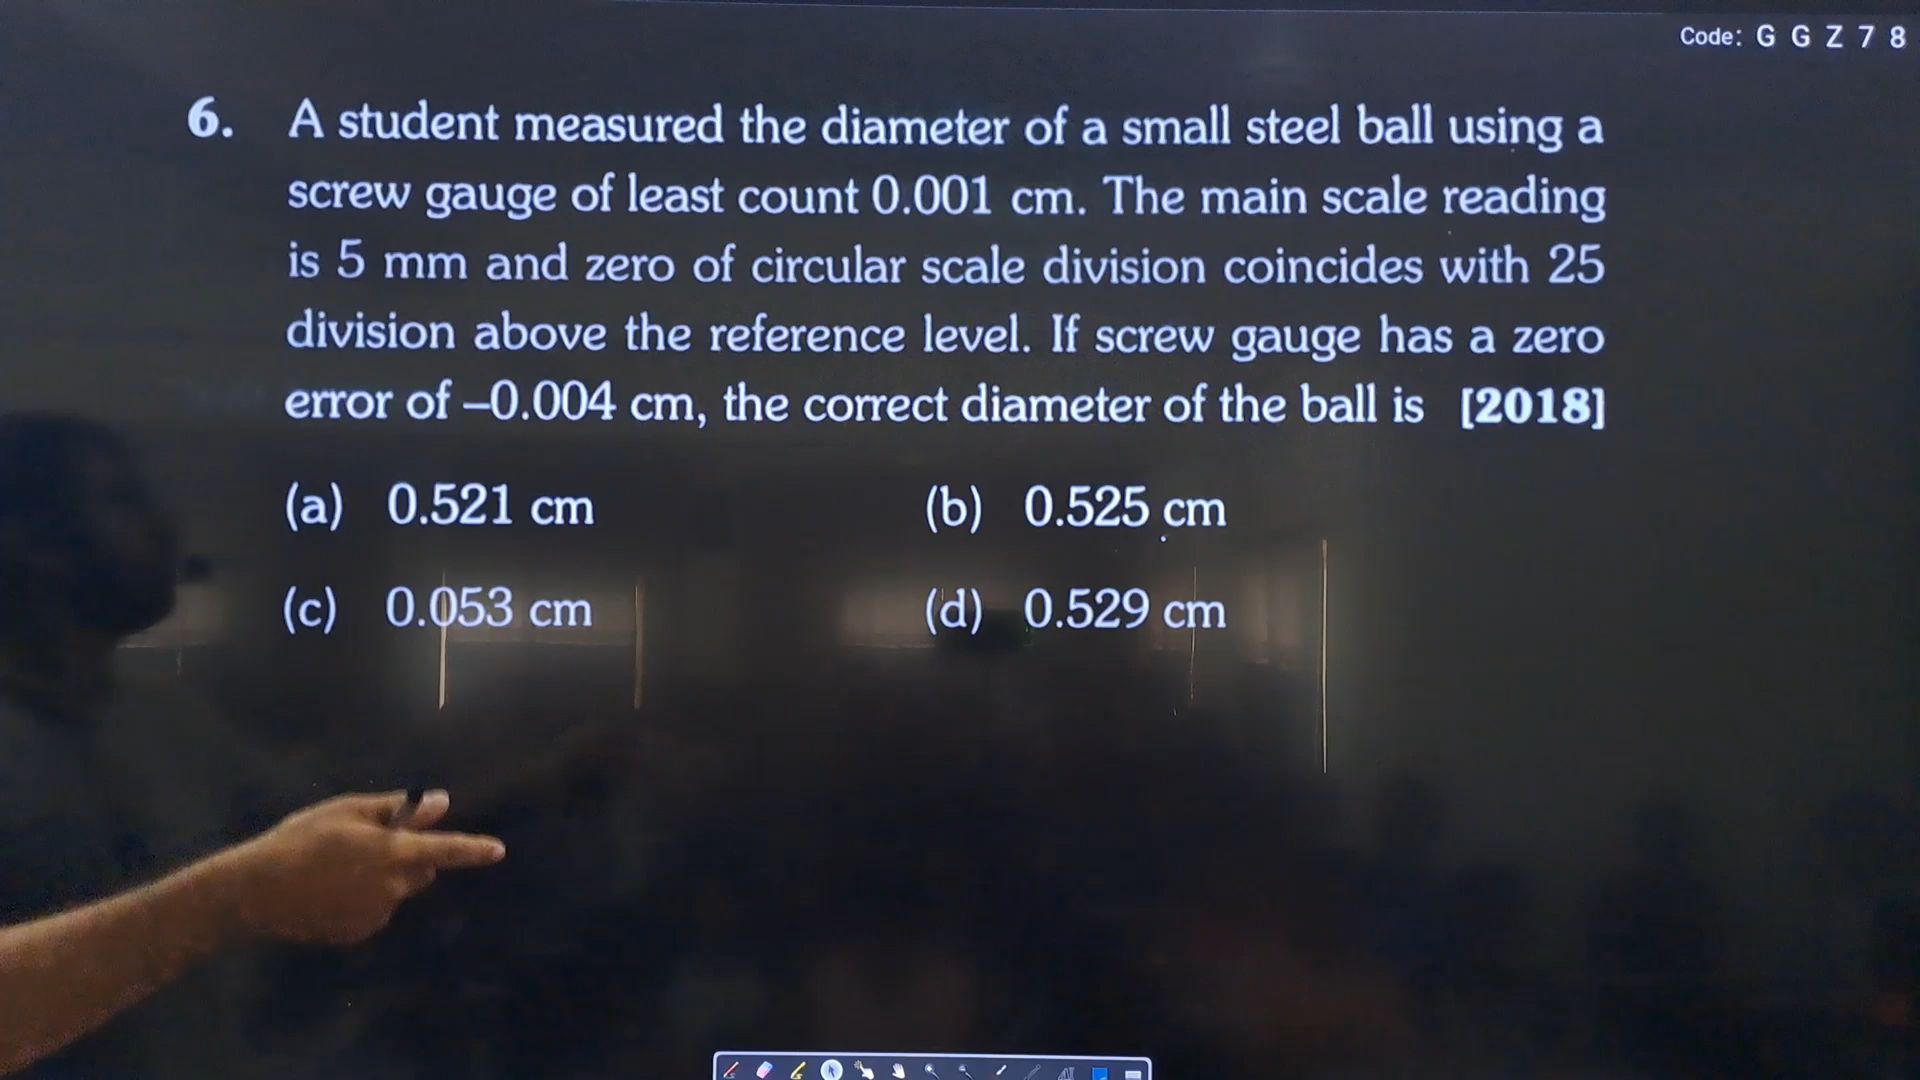 Code: G G Z 7 8
6. A student measured the diameter of a small steel ball using a
screw gauge of least count 0.001 cm. The main scale reading
is 5 mm and zero of circular scale division coincides with 25
division above the reference level. If screw gauge has a zero
error of –0.004 cm, the correct diameter of the ball is [2018]
(a) 0.521 cm (b) 0.525 cm
(c) 0.053 cm (d) 0.529 cm